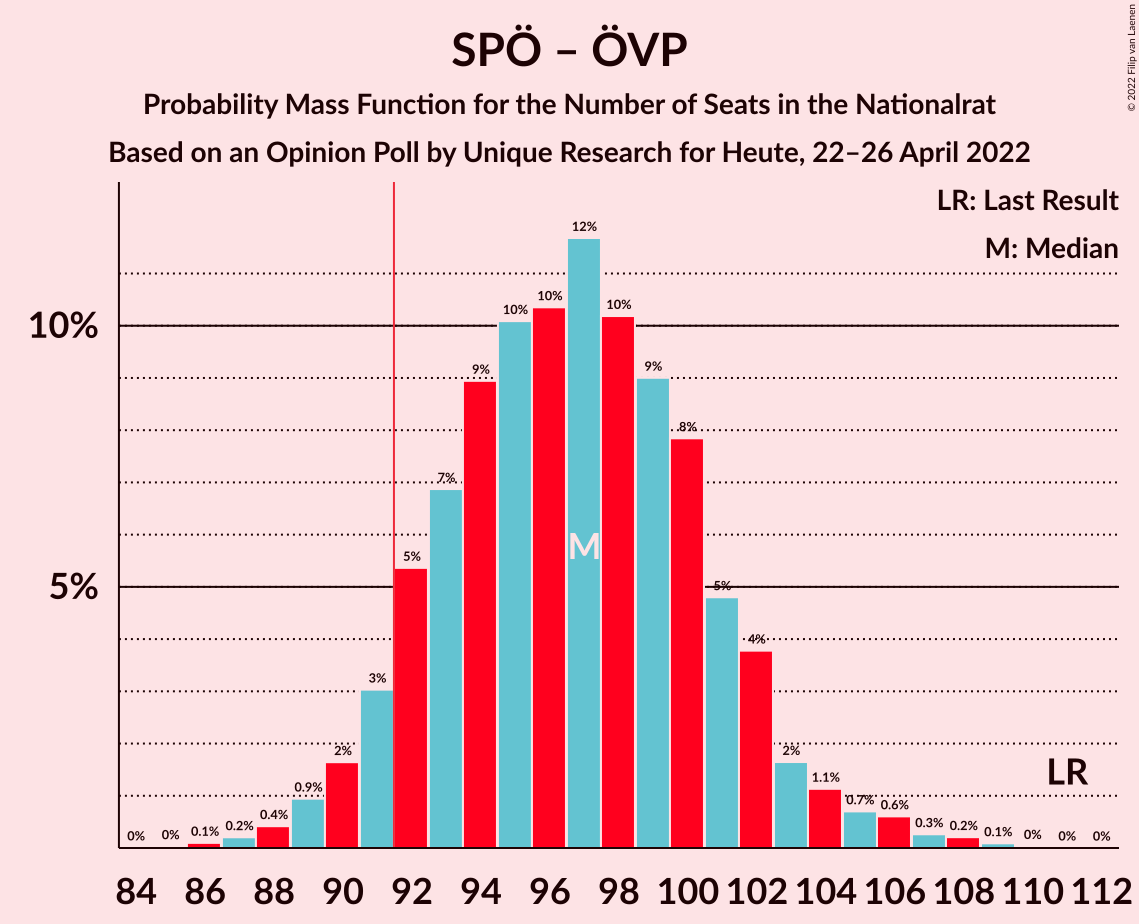 SPÖ – ÖVP
Probability Mass Function for the Number of Seats in the Nationalrat
Based on an Opinion Poll by Unique Research for Heute, 22–26 April 2022
© 2022 Filip van Laenen
LR: Last Result
M: Median
10%
5%
0% 0% 0.1% 0.2% 0.4% 0.9% 2% 3% 5% 7% 9% 10% 10% 12% 10% 9% 8% 5% 4% 2% 1.1% 0.7% 0.6% 0.3% 0.2% 0.1% 0% 0% 0%
M
LR
84 86 88 90 92 94 96 98 100 102 104 106 108 110 112